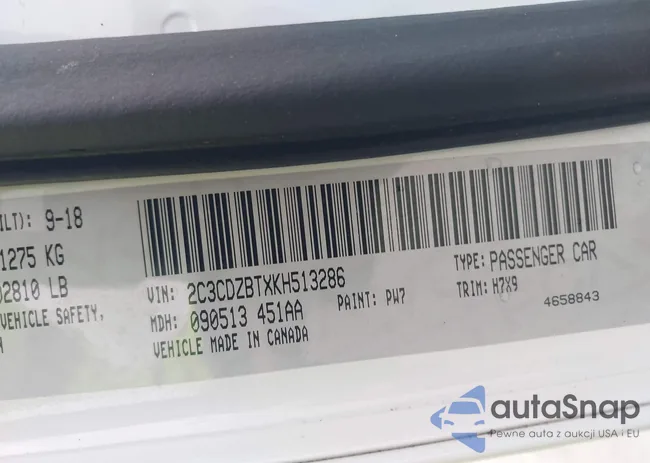 ILT): 9-18
1275 KG
02810 LB
VEHICLE SAFETY,
VIN: 2C3CDZBTXKH513286
TYPE: PASSENGER CAR
MDH: 090513 451AA
PAINT: PW7
TRIM: H7X9
VEHICLE MADE IN CANADA
4658843
autaSnap
Pewne auta z aukcji USA i EU